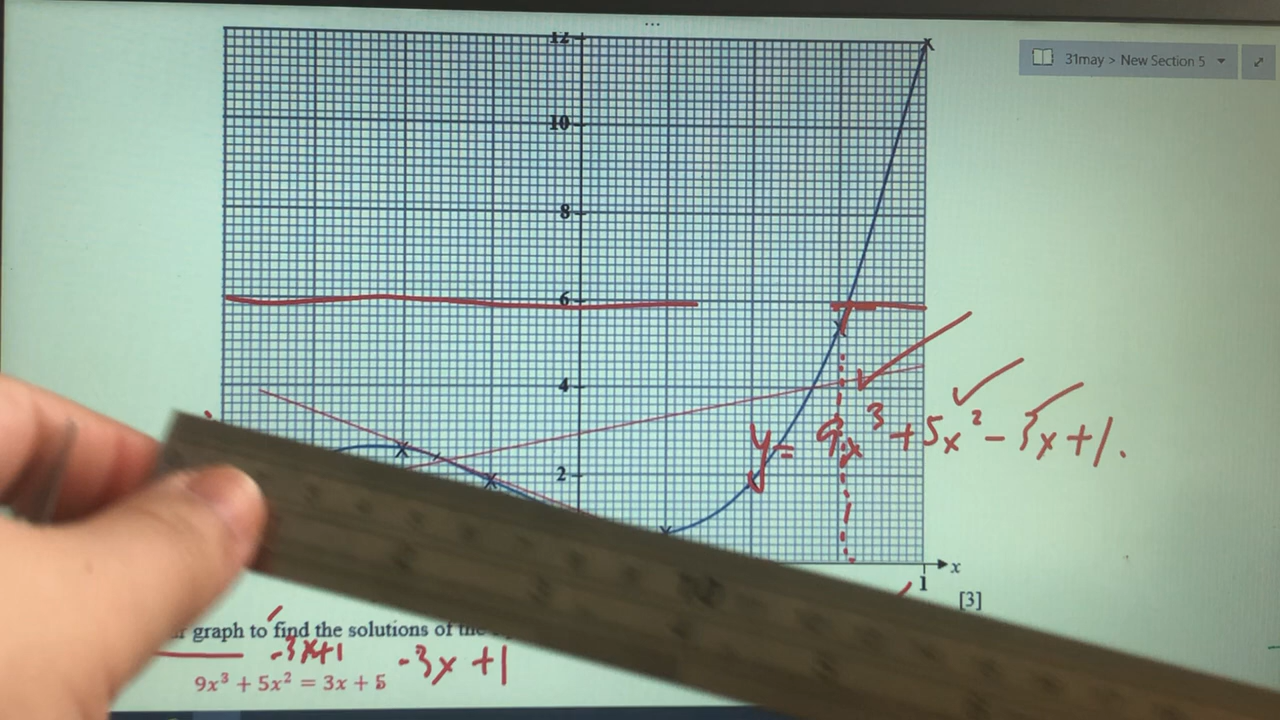 ...
12
31may > New Section 5
10
8
6
4
y = 9x³ + 5x² - 3x + 1.
2
x
1
[3]
graph to find the solutions of the
-3x+1
-3x +1
9x³ + 5x² = 3x + 5